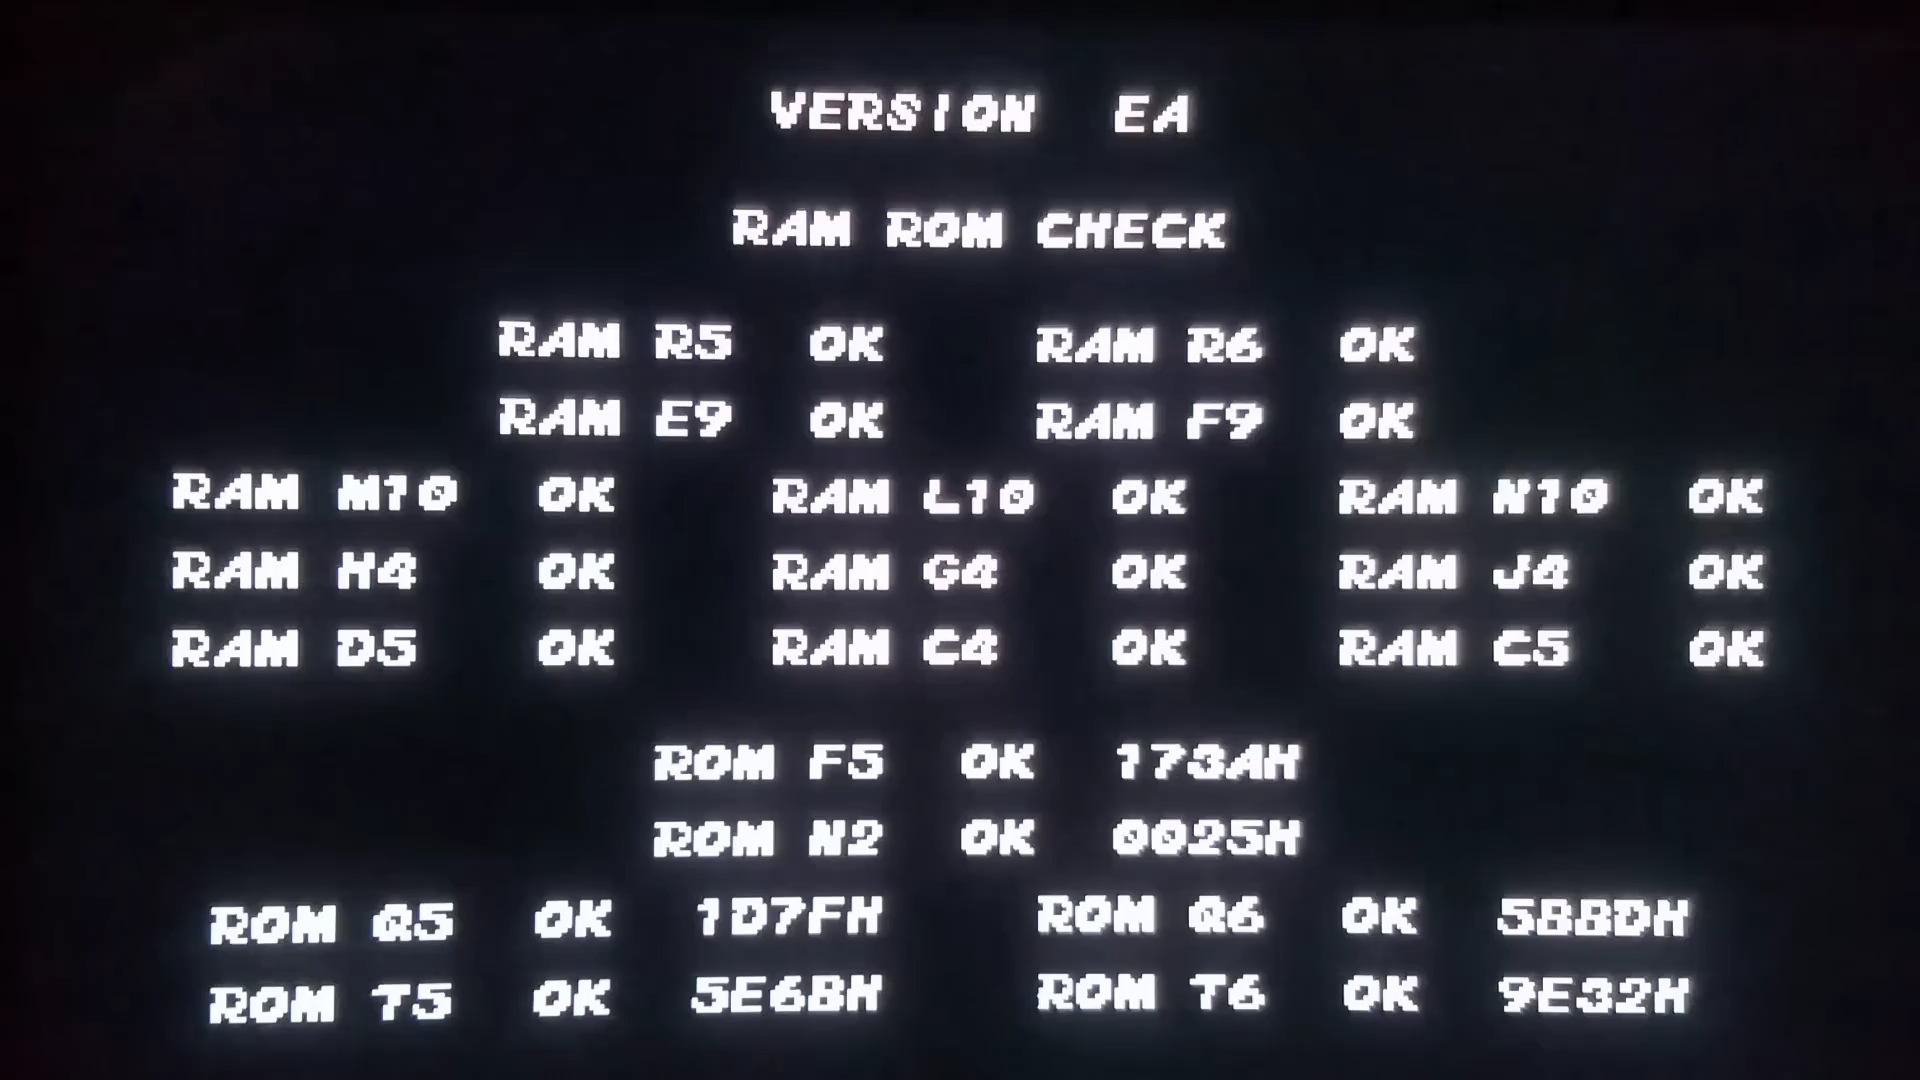 VERSION EA
RAM ROM CHECK
RAM R5 OK RAM R6 OK
RAM E9 OK RAM F9 OK
RAM M10 OK RAM L10 OK RAM N10 OK
RAM H4 OK RAM G4 OK RAM J4 OK
RAM D5 OK RAM C4 OK RAM C5 OK
ROM F5 OK 173AH
ROM N2 OK 0025H
ROM Q5 OK 1D7FH ROM Q6 OK 5B8DH
ROM T5 OK 5E6BH ROM T6 OK 9E32H